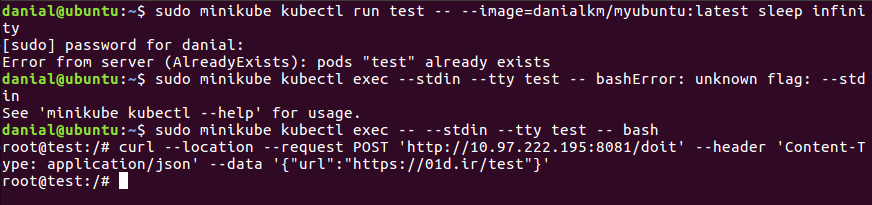 danial@ubuntu:~$ sudo minikube kubectl run test -- --image=danialkm/myubuntu:latest sleep infini
ty
[sudo] password for danial:
Error from server (AlreadyExists): pods "test" already exists
danial@ubuntu:~$ sudo minikube kubectl exec --stdin --tty test -- bashError: unknown flag: --std
in
See 'minikube kubectl --help' for usage.
danial@ubuntu:~$ sudo minikube kubectl exec -- --stdin --tty test -- bash
root@test:/# curl --location --request POST 'http://10.97.222.195:8081/doit' --header 'Content-T
ype: application/json' --data '{"url":"https://01d.ir/test"}'
root@test:/#